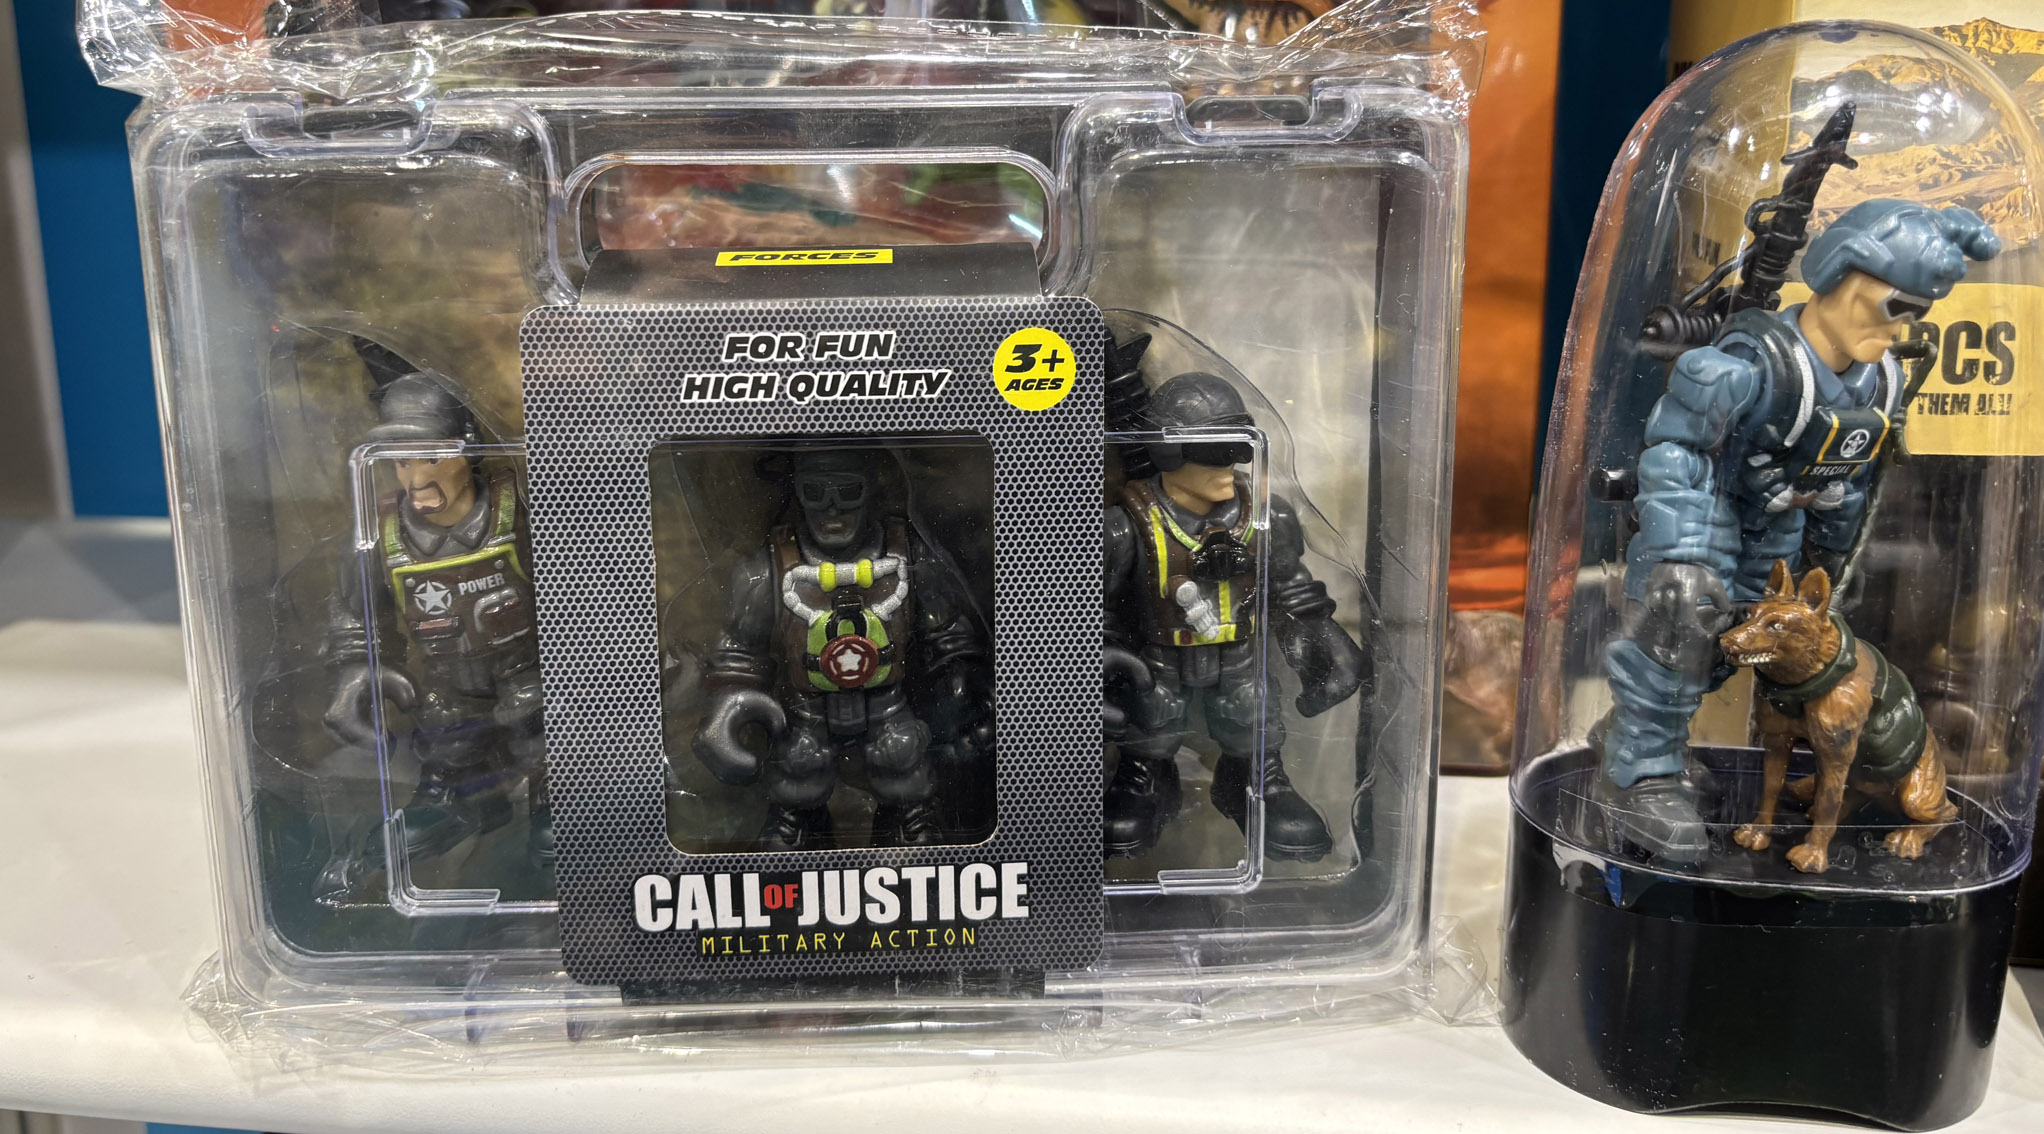 FORCES
FOR FUN
HIGH QUALITY
3+
AGES
POWER
CALL OF JUSTICE
MILITARY ACTION
SPECIAL
PCS
THEM ALL!